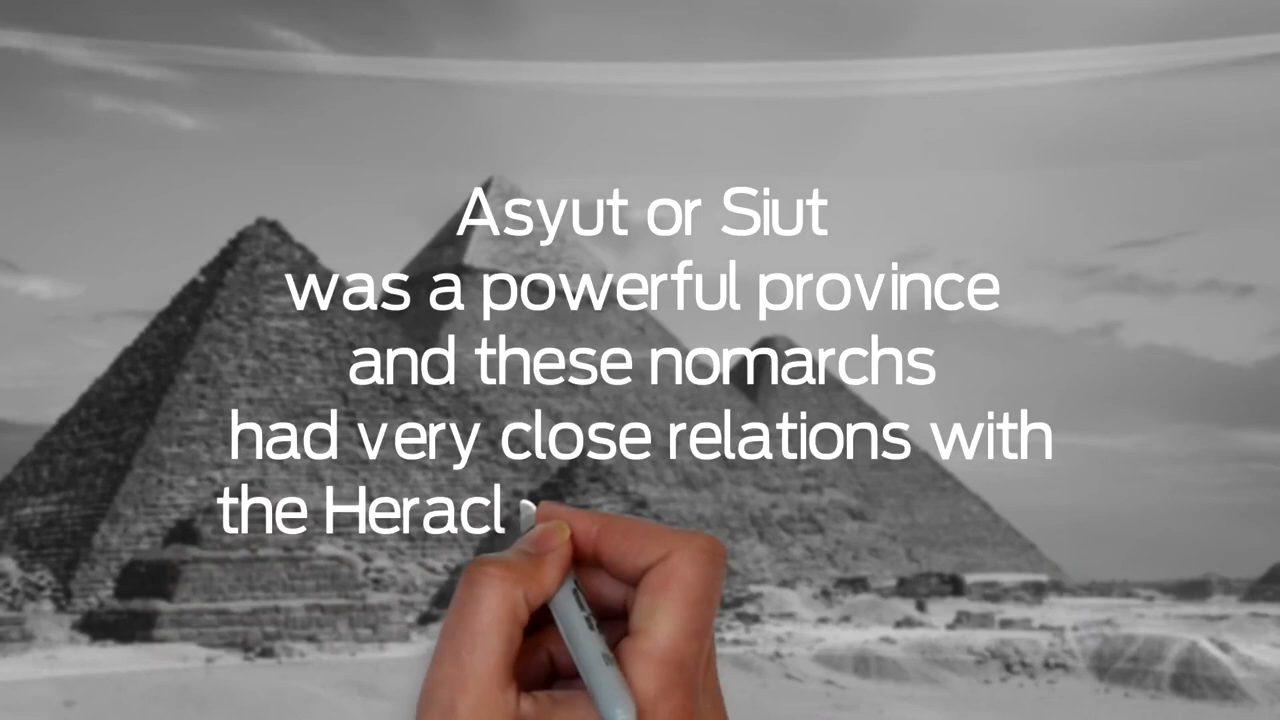 Asyut or Siut
was a powerful province
and these nomarchs
had very close relations with
the Heracl